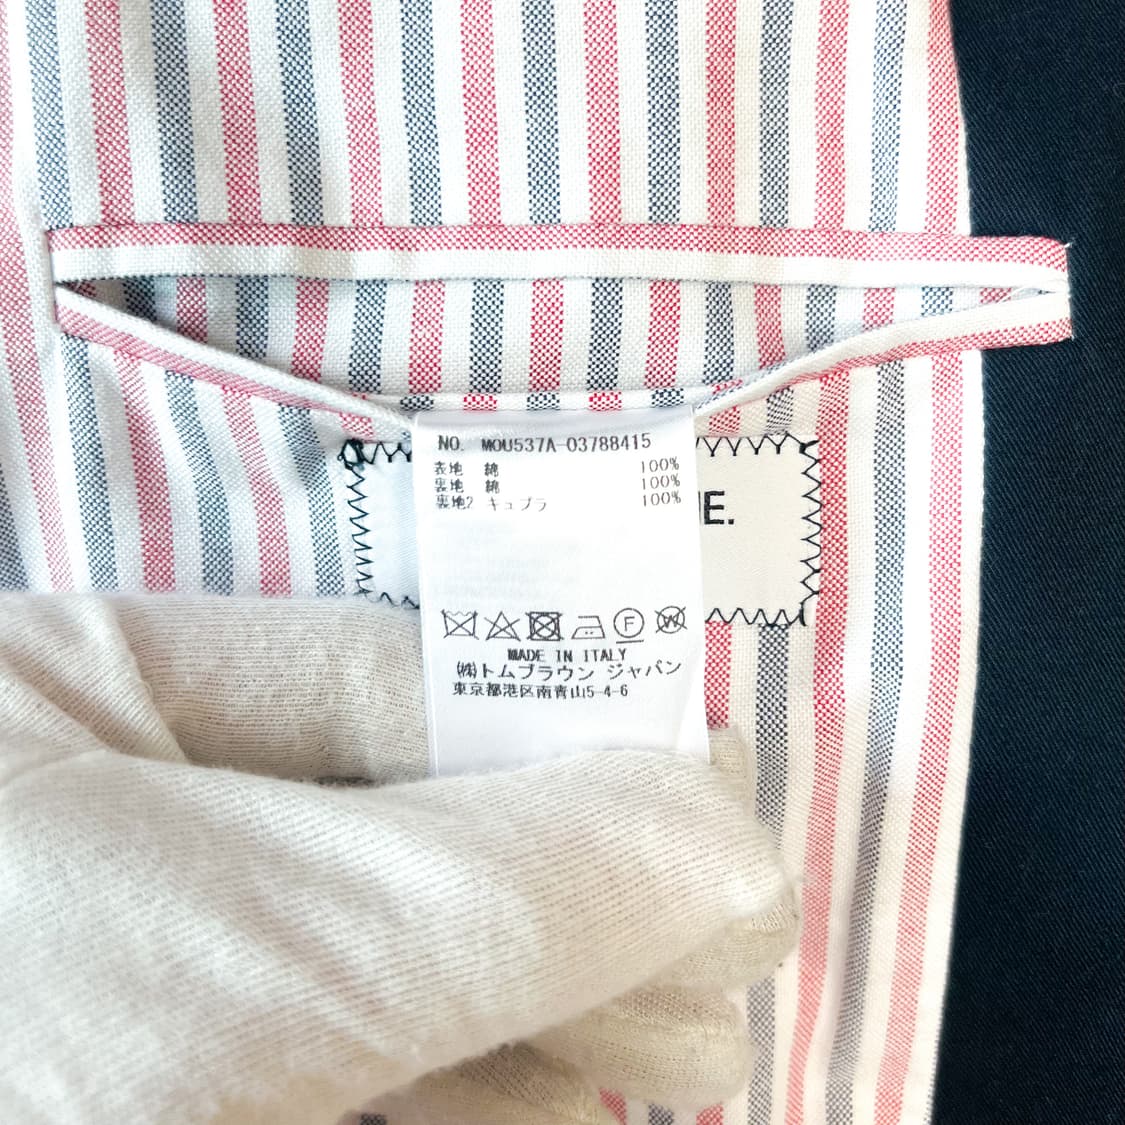 NO. MOU537A-03788415
表地 綿 100%
裏地 綿 100%
裏地2 キュプラ 100%
E.
F
W
MADE IN ITALY
(株)トムブラウン ジャパン
東京都港区南青山5-4-6